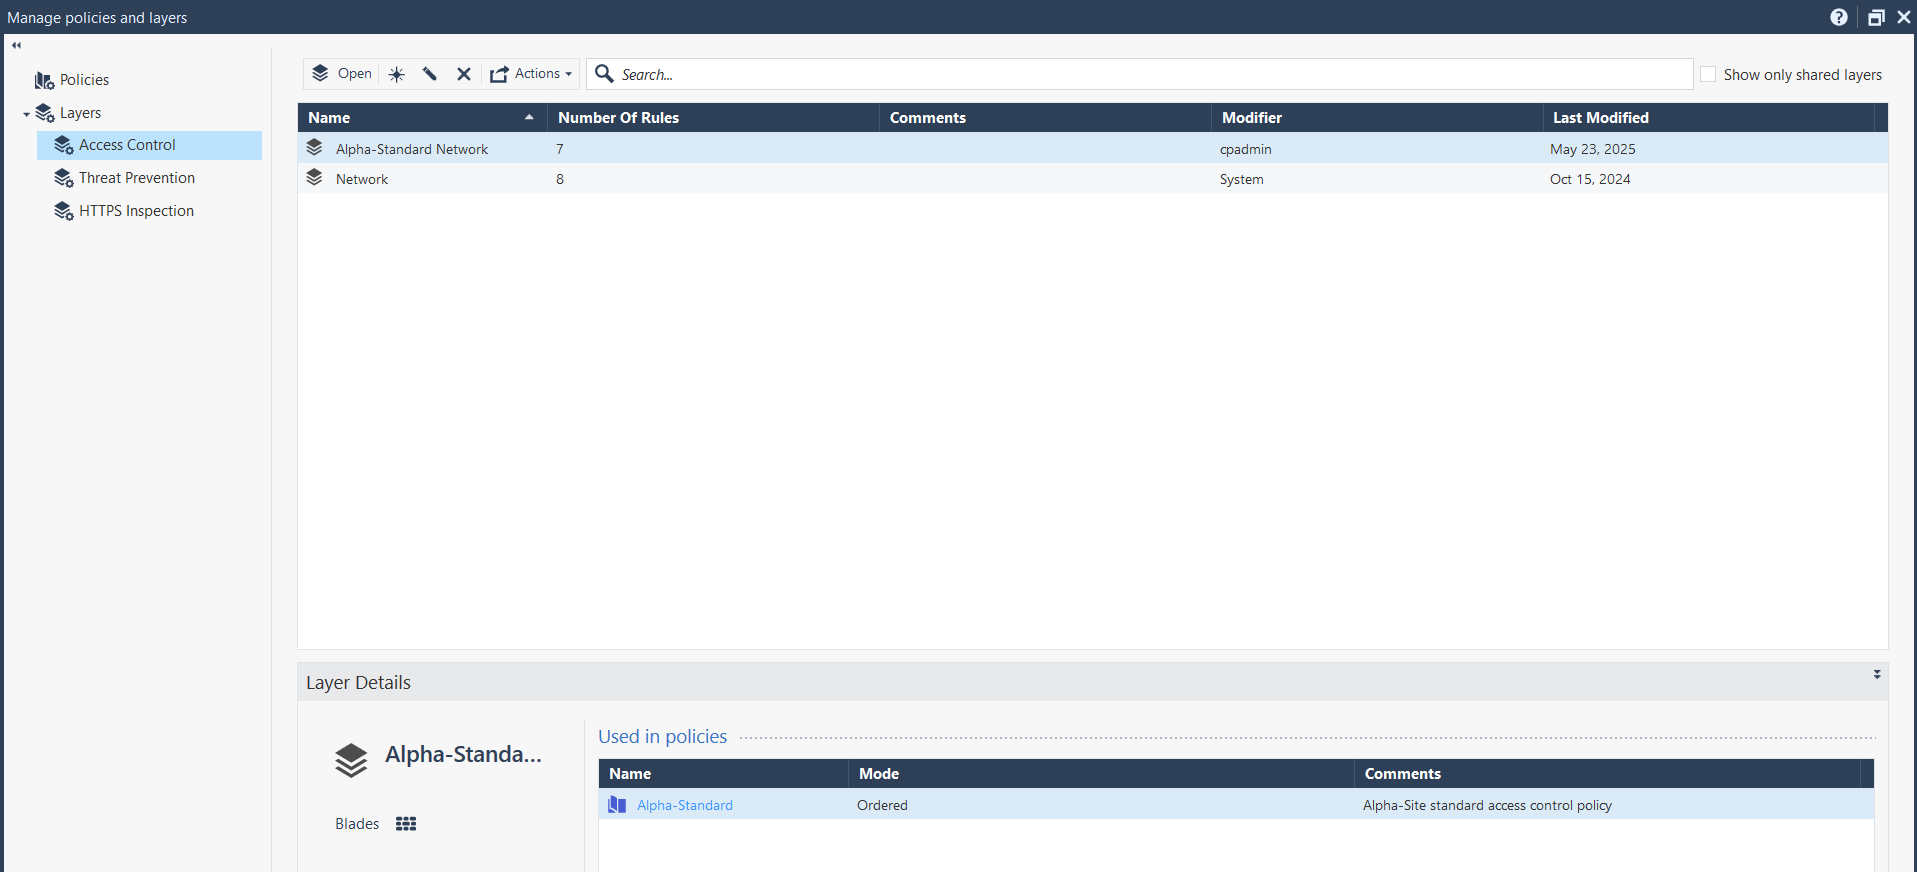 Manage policies and layers
Policies
Layers
Access Control
Threat Prevention
HTTPS Inspection
Open
Actions
Search...
Show only shared layers
Name Number Of Rules Comments Modifier Last Modified
Alpha-Standard Network 7 cpadmin May 23, 2025
Network 8 System Oct 15, 2024
Layer Details
Alpha-Standa...
Blades
Used in policies
Name Mode Comments
Alpha-Standard Ordered Alpha-Site standard access control policy